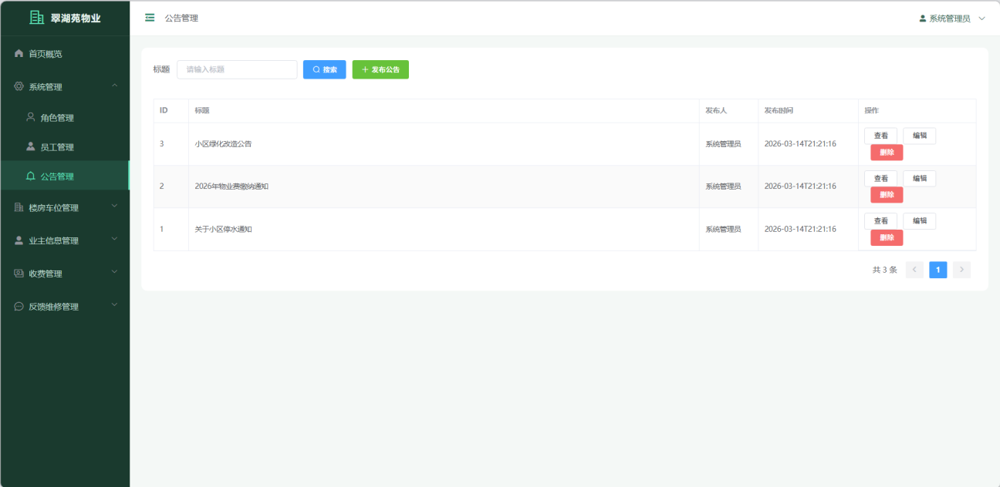 翠湖苑物业
公告管理
系统管理员
首页概览
系统管理
角色管理
员工管理
公告管理
楼房车位管理
业主信息管理
收费管理
反馈维修管理
标题 请输入标题 搜索 发布公告
ID 标题 发布人 发布时间 操作
3 小区绿化改造公告 系统管理员 2026-03-14T21:21:16 查看 编辑
删除
2 2026年物业费缴纳通知 系统管理员 2026-03-14T21:21:16 查看 编辑
删除
1 关于小区停水通知 系统管理员 2026-03-14T21:21:16 查看 编辑
删除
共 3 条 1